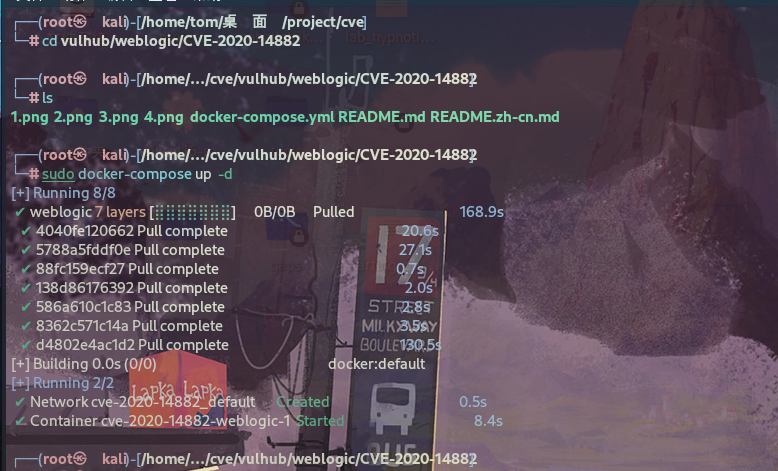 ┌──(root㉿ kali)-[/home/tom/桌 面 /project/cve]
└─# cd vulhub/weblogic/CVE-2020-14882
┌──(root㉿ kali)-[/home/…/cve/vulhub/weblogic/CVE-2020-14882]
└─# ls
1.png 2.png 3.png 4.png docker-compose.yml README.md README.zh-cn.md
┌──(root㉿ kali)-[/home/…/cve/vulhub/weblogic/CVE-2020-14882]
└─# sudo docker-compose up -d
[+] Running 8/8
✔ weblogic 7 layers [⣿⣿⣿⣿⣿⣿⣿] 0B/0B Pulled 168.9s
✔ 4040fe120662 Pull complete 20.6s
✔ 5788a5fddf0e Pull complete 27.1s
✔ 88fc159ecf27 Pull complete 0.7s
✔ 138d86176392 Pull complete 2.0s
✔ 586a610c1c83 Pull complete 2.8s
✔ 8362c571c14a Pull complete 3.5s
✔ d4802e4ac1d2 Pull complete 130.5s
[+] Building 0.0s (0/0) docker:default
[+] Running 2/2
✔ Network cve-2020-14882_default Created 0.5s
✔ Container cve-2020-14882-weblogic-1 Started 8.4s
┌──(root㉿ kali)-[/home/…/cve/vulhub/weblogic/CVE-2020-14882]
17
STREET
MILKYWAY
BOULEVARD
Lapka Lapka
BUS